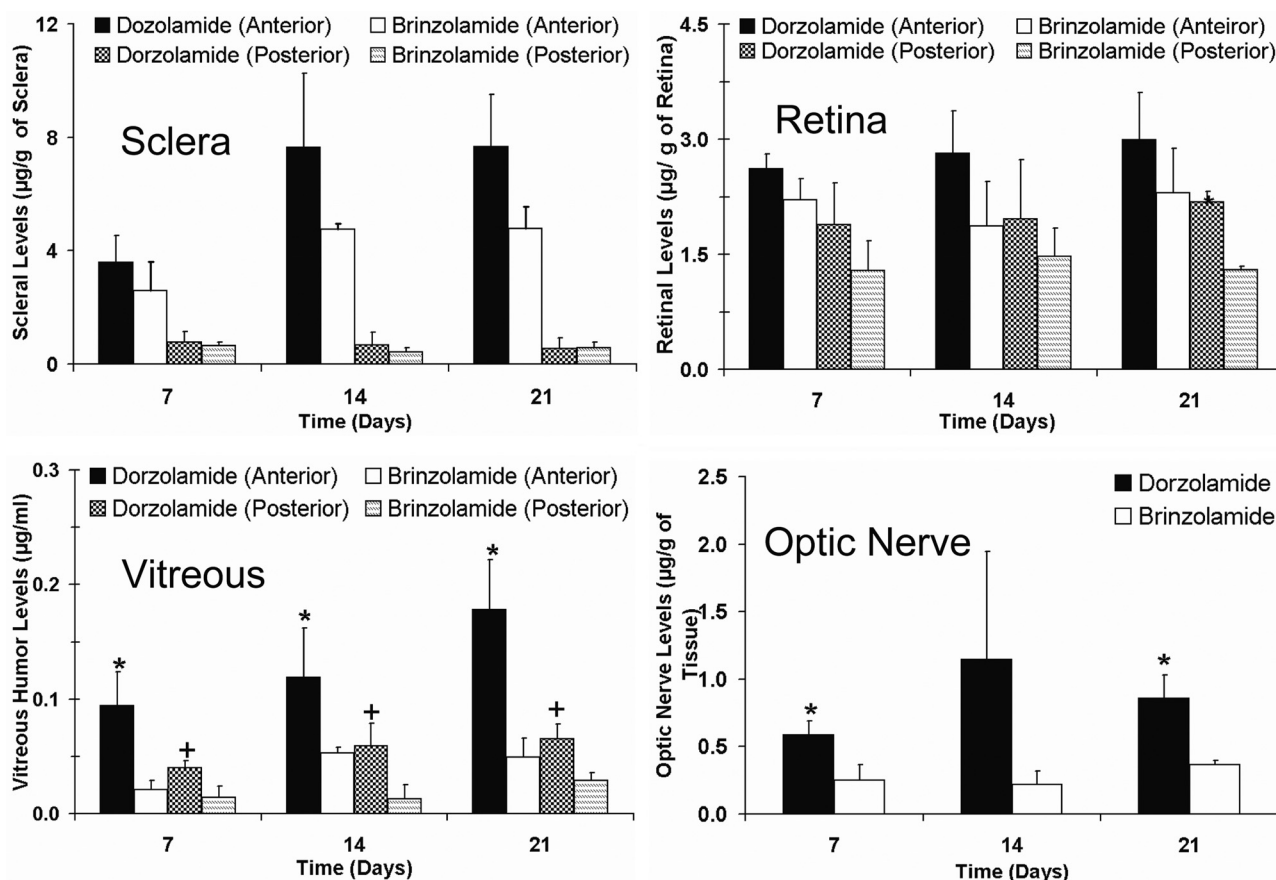 12
8
4
0
Scleral Levels (µg/g of Sclera)
Dozolamide (Anterior) Brinzolamide (Anterior)
Dorzolamide (Posterior) Brinzolamide (Posterior)
Sclera
7 14 21
Time (Days)
4.5
3.0
1.5
0.0
Retinal Levels (µg/ g of Retina)
Dorzolamide (Anterior) Brinzolamide (Anteiror)
Dorzolamide (Posterior) Brinzolamide (Posterior)
Retina
+
7 14 21
Time (Days)
0.3
0.2
0.1
0.0
Vitreous Humor Levels (µg/ml)
Dorzolamide (Anterior) Brinzolamide (Anterior)
Dorzolamide (Posterior) Brinzolamide (Posterior)
Vitreous
* * *
+ + +
7 14 21
Time (Days)
2.5
2.0
1.5
1.0
0.5
0.0
Optic Nerve Levels (µg/g of
Tissue)
Dorzolamide
Brinzolamide
Optic Nerve
* *
7 14 21
Time (Days)